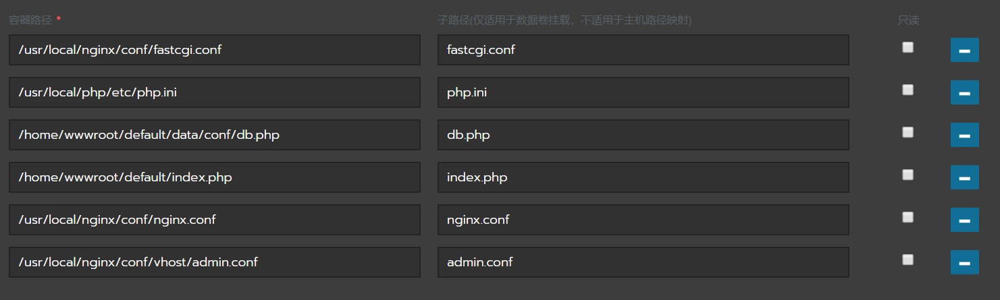 容器路径 * 子路径(仅适用于数据卷挂载，不适用于主机路径映射) 只读
/usr/local/nginx/conf/fastcgi.conf fastcgi.conf
/usr/local/php/etc/php.ini php.ini
/home/wwwroot/default/data/conf/db.php db.php
/home/wwwroot/default/index.php index.php
/usr/local/nginx/conf/nginx.conf nginx.conf
/usr/local/nginx/conf/vhost/admin.conf admin.conf